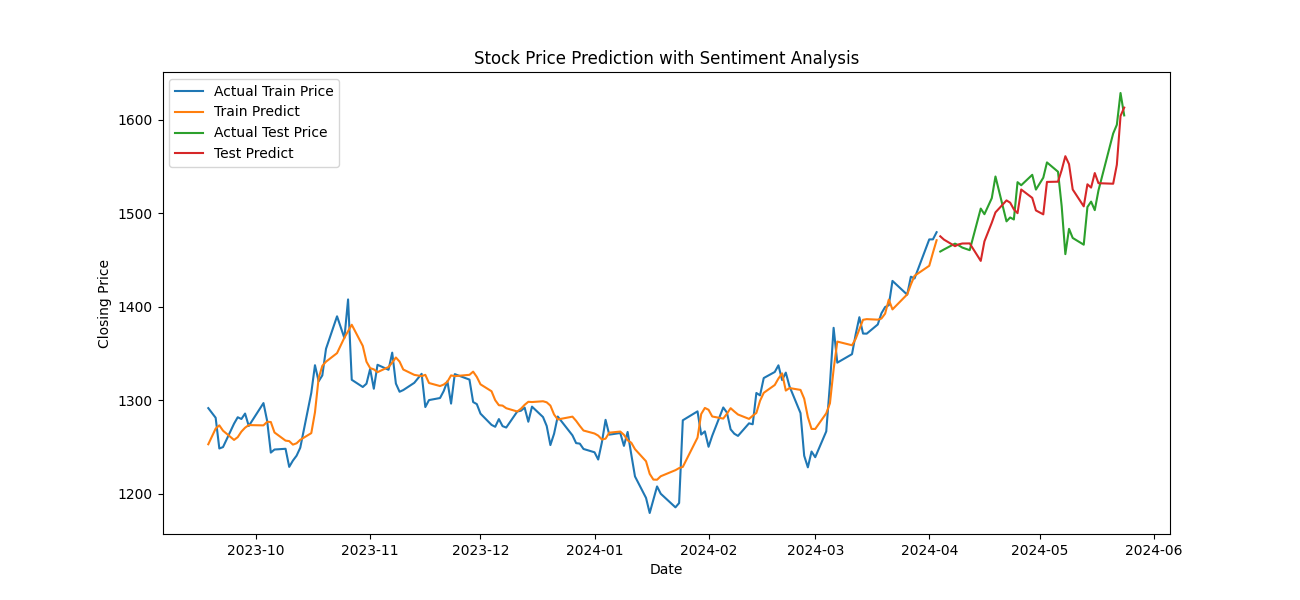 Stock Price Prediction with Sentiment Analysis
Actual Train Price
Train Predict
Actual Test Price
Test Predict
Closing Price
1600
1500
1400
1300
1200
2023-10 2023-11 2023-12 2024-01 2024-02 2024-03 2024-04 2024-05 2024-06
Date